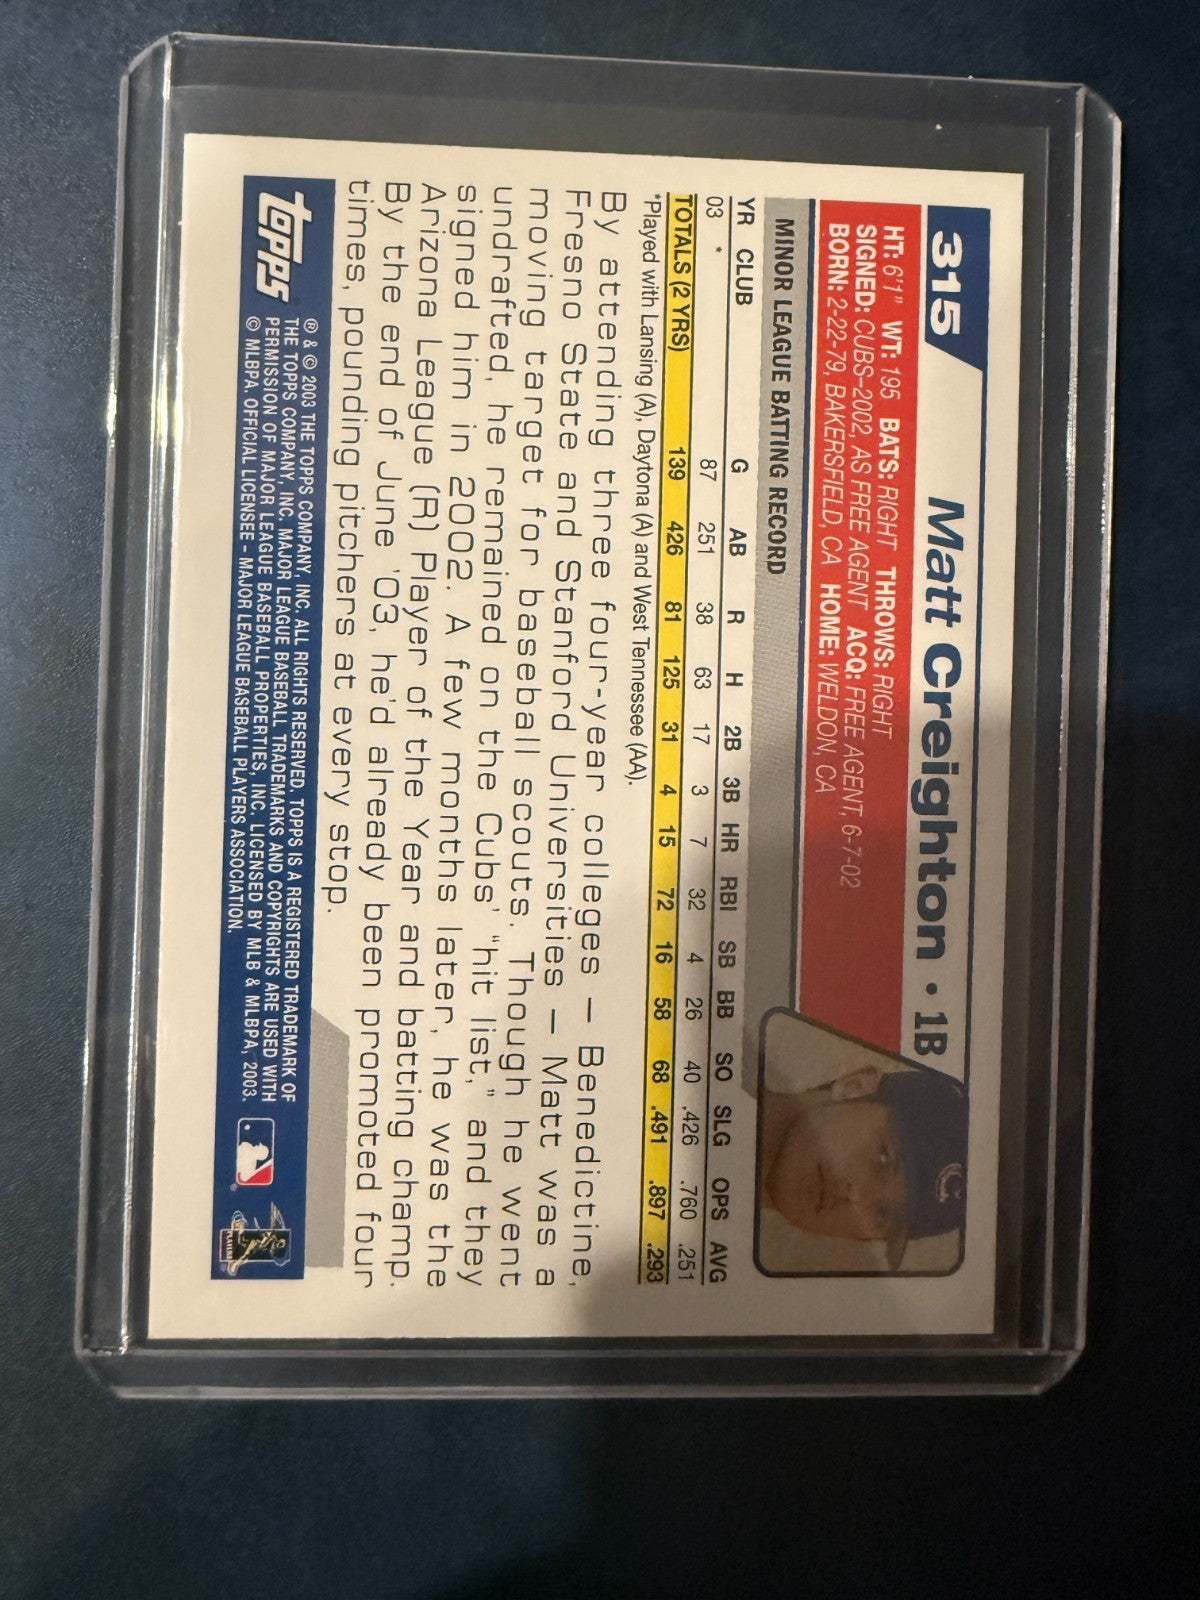 315 Matt Creighton • 1B
HT: 6'1" WT: 195 BATS: RIGHT THROWS: RIGHT
SIGNED: CUBS-2002, AS FREE AGENT ACQ: FREE AGENT, 6-7-02
BORN: 2-22-79, BAKERSFIELD, CA HOME: WELDON, CA
C
MINOR LEAGUE BATTING RECORD
YR CLUB G AB R H 2B 3B HR RBI SB BB SO SLG OPS AVG
03 * 87 251 38 63 17 3 7 32 4 26 40 .426 .760 .251
TOTALS (2 YRS) 139 426 81 125 31 4 15 72 16 58 68 .491 .897 .293
*Played with Lansing (A), Daytona (A) and West Tennessee (AA).
By attending three four-year colleges — Benedictine,
Fresno State and Stanford Universities — Matt was a
moving target for baseball scouts. Though he went
undrafted, he remained on the Cubs' "hit list," and they
signed him in 2002. A few months later, he was the
Arizona League (R) Player of the Year and batting champ.
By the end of June '03, he'd already been promoted four
times, pounding pitchers at every stop.
topps
® & © 2003 THE TOPPS COMPANY, INC. ALL RIGHTS RESERVED. TOPPS IS A REGISTERED TRADEMARK OF
THE TOPPS COMPANY, INC. MAJOR LEAGUE BASEBALL TRADEMARKS AND COPYRIGHTS ARE USED WITH
PERMISSION OF MAJOR LEAGUE BASEBALL PROPERTIES, INC. LICENSED BY MLB & MLBPA, 2003.
© MLBPA. OFFICIAL LICENSEE – MAJOR LEAGUE BASEBALL PLAYERS ASSOCIATION.